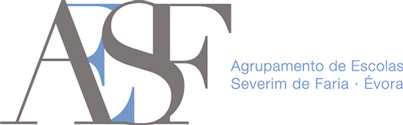 AESF
Agrupamento de Escolas
Severim de Faria · Évora